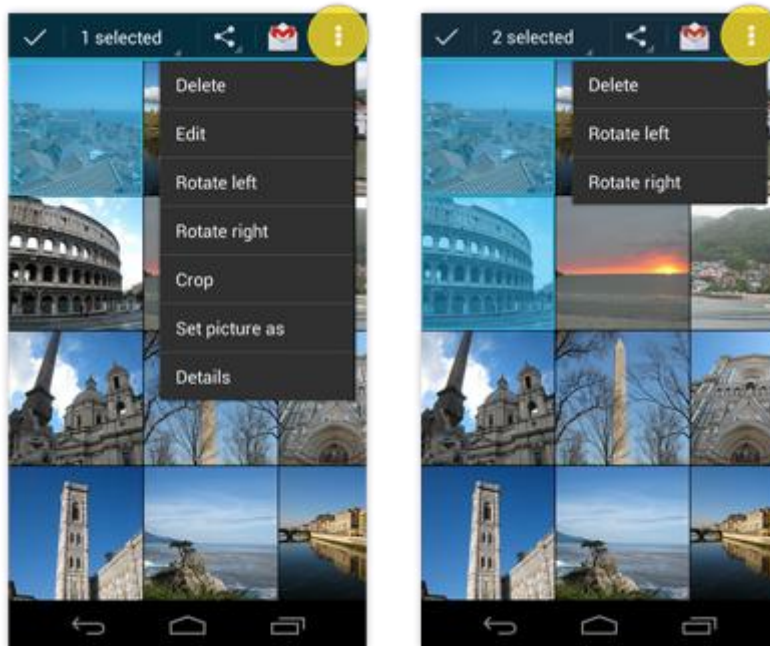 1 selected
Delete
Edit
Rotate left
Rotate right
Crop
Set picture as
Details
2 selected
Delete
Rotate left
Rotate right